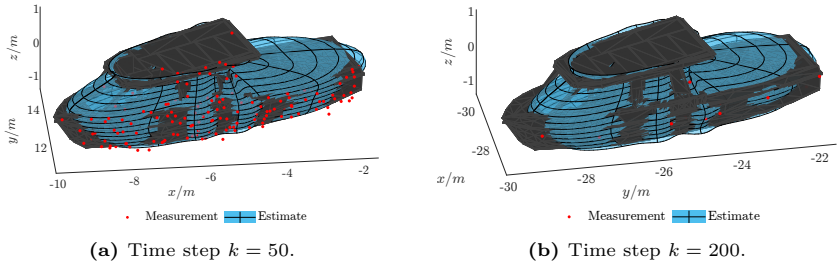 1
0
-1
z/m
14
12
y/m
-10
-8
-6
-4
-2
x/m
Measurement
Estimate
(a) Time step k = 50.
1
0
-1
z/m
-30
-28
x/m
-30
-28
-26
-24
-22
y/m
Measurement
Estimate
(b) Time step k = 200.